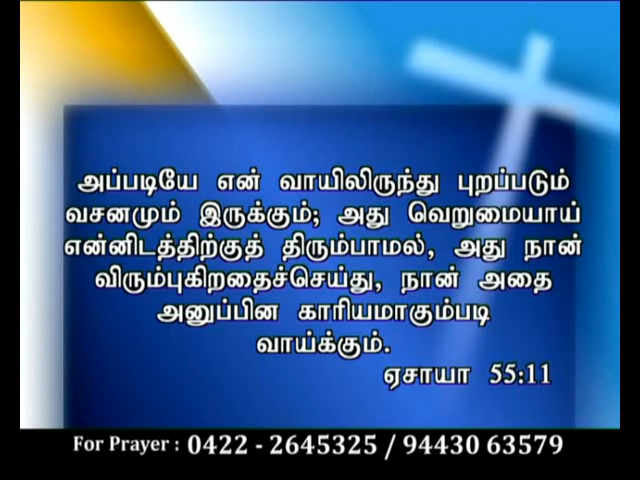 அப்படியே என் வாயிலிருந்து புறப்படும்
வசனமும் இருக்கும்; அது வெறுமையாய்
என்னிடத்திற்குத் திரும்பாமல், அது நான்
விரும்புகிறதைச்செய்து, நான் அதை
அனுப்பின காரியமாகும்படி
வாய்க்கும்.
ஏசாயா 55:11
For Prayer : 0422 - 2645325 / 94430 63579